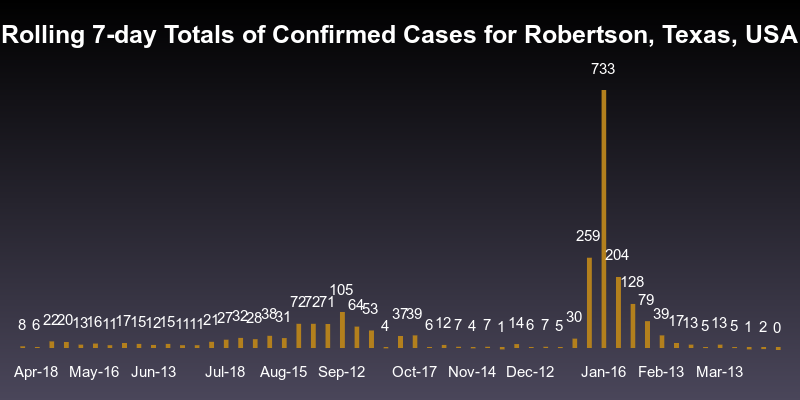 Rolling 7-day Totals of Confirmed Cases for Robertson, Texas, USA
733
259
204
128
105
79
72 72 71
64
53
8 6 22 20 13 16 11 17 15 12 15 11 11 21 27 32 28 38 31 4 37 39 6 12 7 4 7 1 14 6 7 5 30 39 17 13 5 13 5 1 2 0
Apr-18 May-16 Jun-13 Jul-18 Aug-15 Sep-12 Oct-17 Nov-14 Dec-12 Jan-16 Feb-13 Mar-13